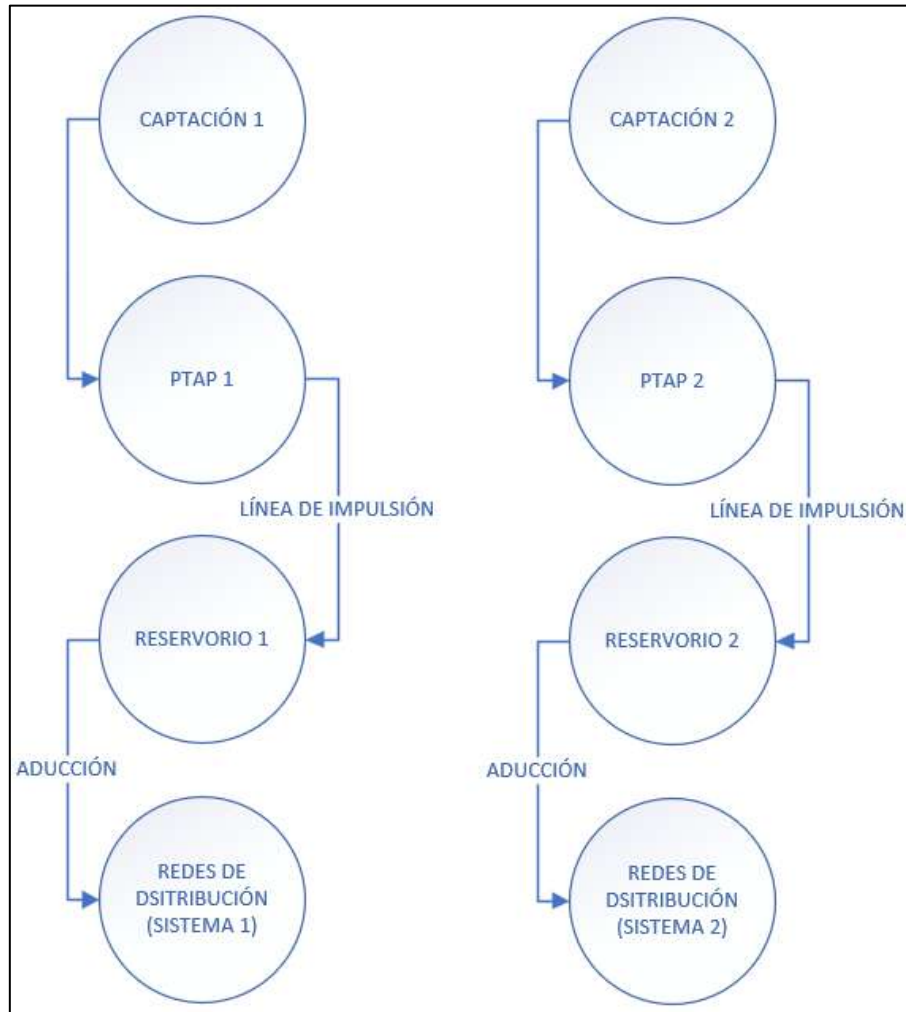 CAPTACIÓN 1
PTAP 1
LÍNEA DE IMPULSIÓN
RESERVORIO 1
ADUCCIÓN
REDES DE
DSITRIBUCIÓN
(SISTEMA 1)
CAPTACIÓN 2
PTAP 2
LÍNEA DE IMPULSIÓN
RESERVORIO 2
ADUCCIÓN
REDES DE
DSITRIBUCIÓN
(SISTEMA 2)